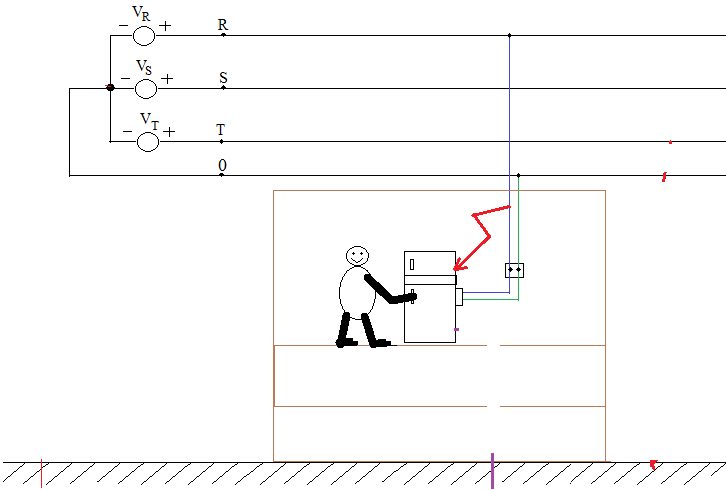 V_R
− + R
V_S
− + S
V_T
− + T
0